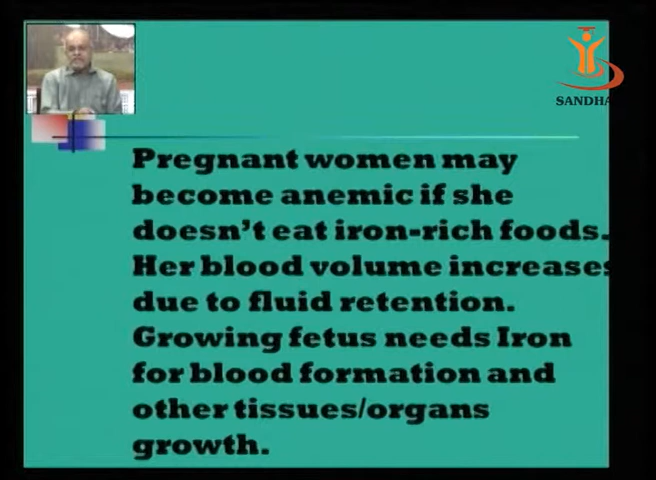 SANDHA
Pregnant women may
become anemic if she
doesn't eat iron-rich foods.
Her blood volume increases
due to fluid retention.
Growing fetus needs Iron
for blood formation and
other tissues/organs
growth.